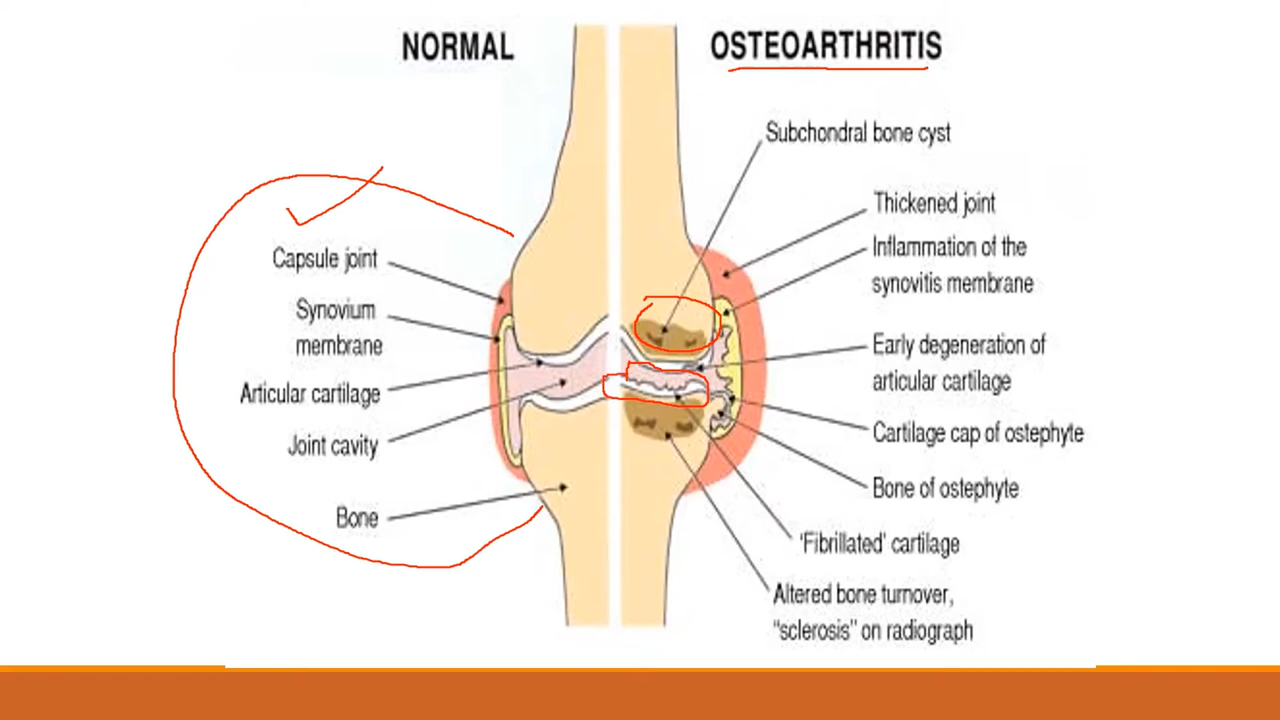 NORMAL
OSTEOARTHRITIS
Capsule joint
Synovium
membrane
Articular cartilage
Joint cavity
Bone
Subchondral bone cyst
Thickened joint
Inflammation of the
synovitis membrane
Early degeneration of
articular cartilage
Cartilage cap of ostephyte
Bone of ostephyte
'Fibrillated' cartilage
Altered bone turnover,
"sclerosis" on radiograph